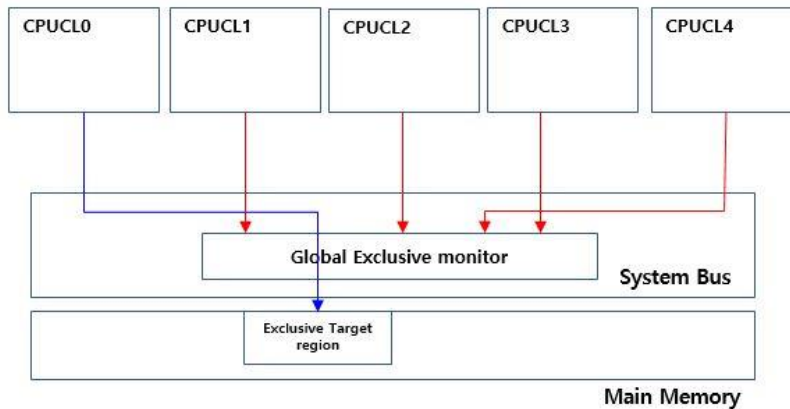 CPUCL0
CPUCL1
CPUCL2
CPUCL3
CPUCL4
Global Exclusive monitor
System Bus
Exclusive Target
region
Main Memory